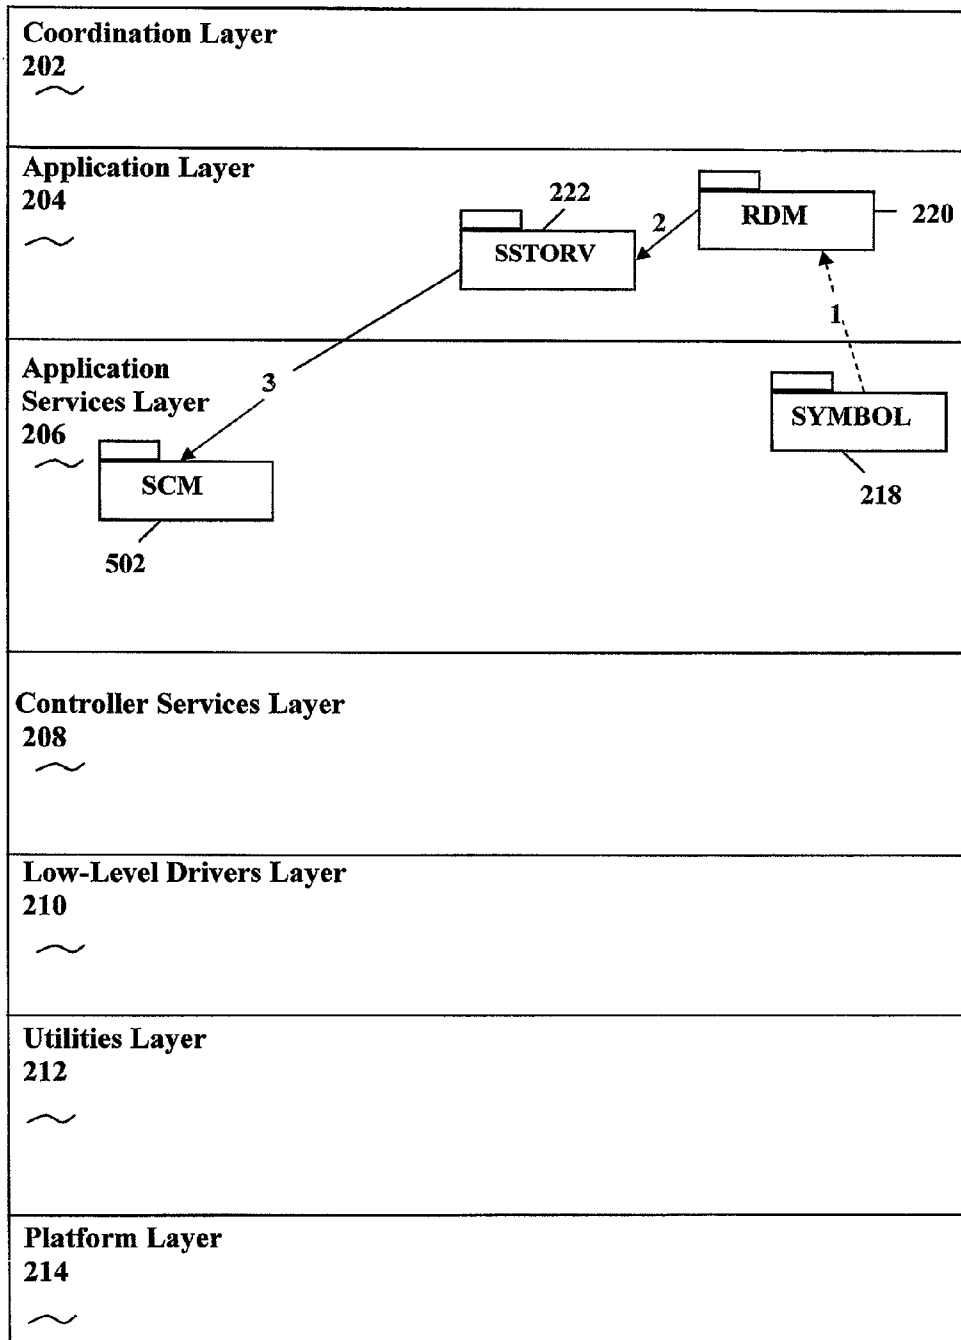 Coordination Layer
202
Application Layer
204
222
RDM
220
2
SSTORV
1
Application
Services Layer
206
3
SYMBOL
218
SCM
502
Controller Services Layer
208
Low-Level Drivers Layer
210
Utilities Layer
212
Platform Layer
214